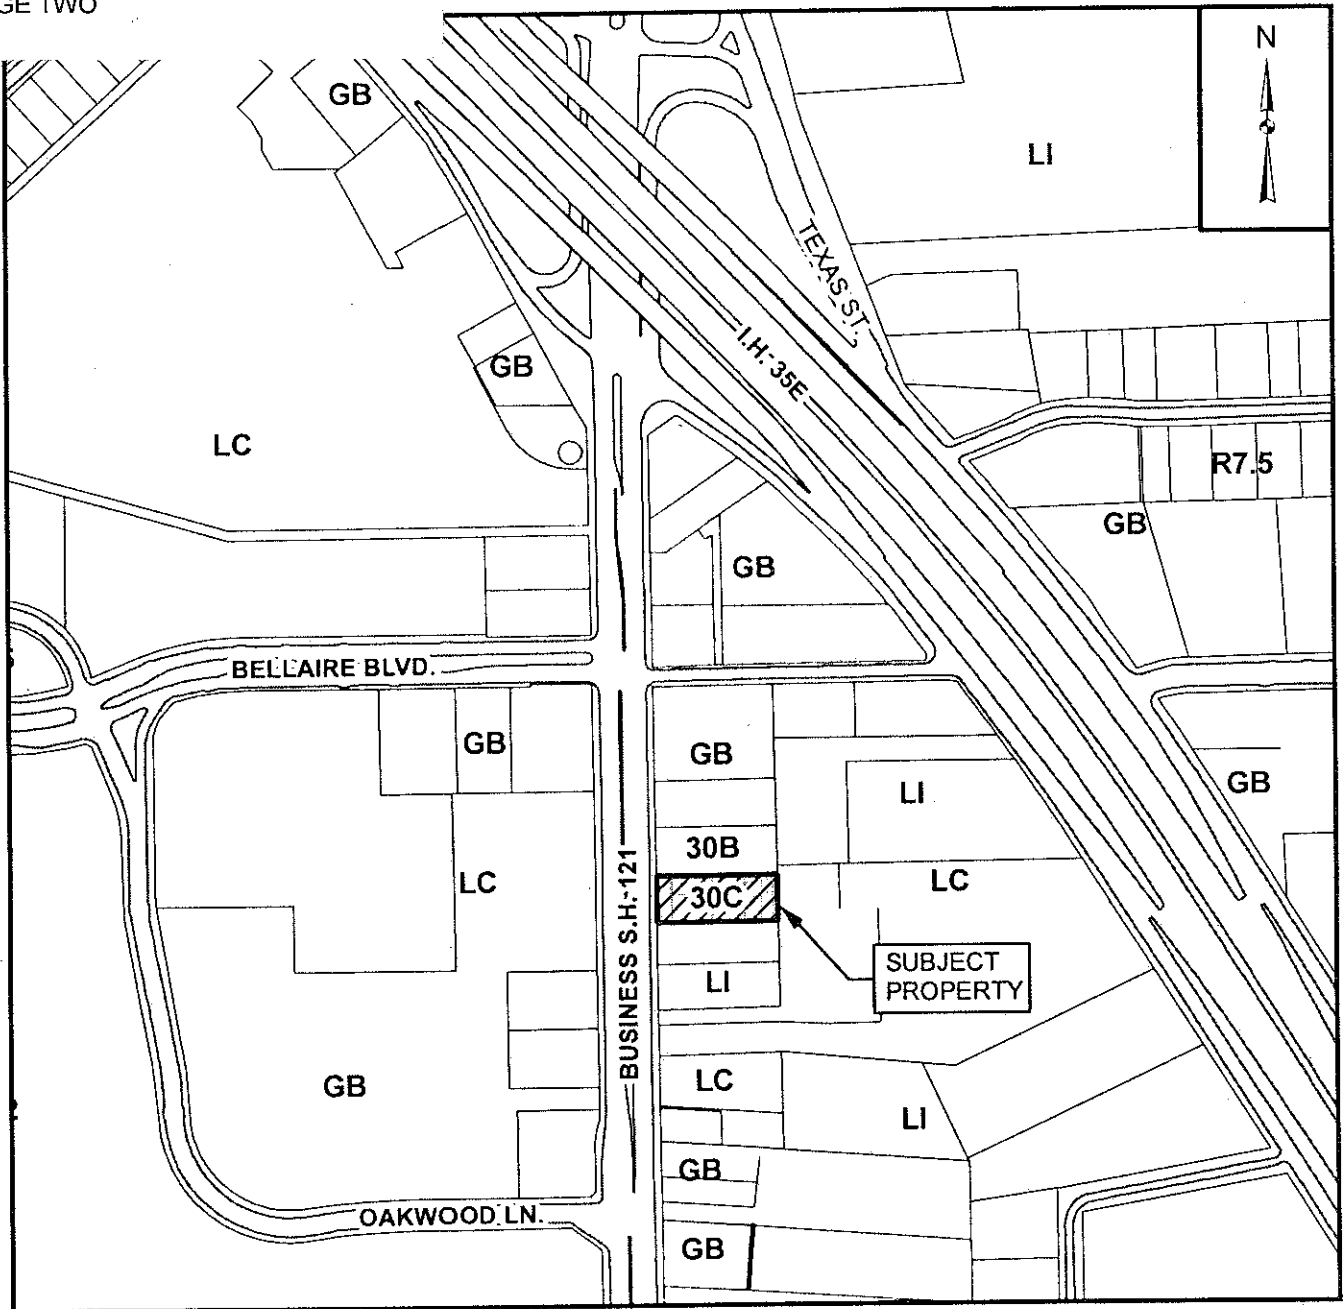 GE TWO
N
GB
LI
TEXAS ST.
I.H. 35E
GB
LC
R7.5
GB
GB
BELLAIRE BLVD.
GB
GB
LI
GB
30B
LC
LC
30C
BUSINESS S.H. 121
SUBJECT
PROPERTY
LI
LC
GB
LI
GB
OAKWOOD LN.
GB